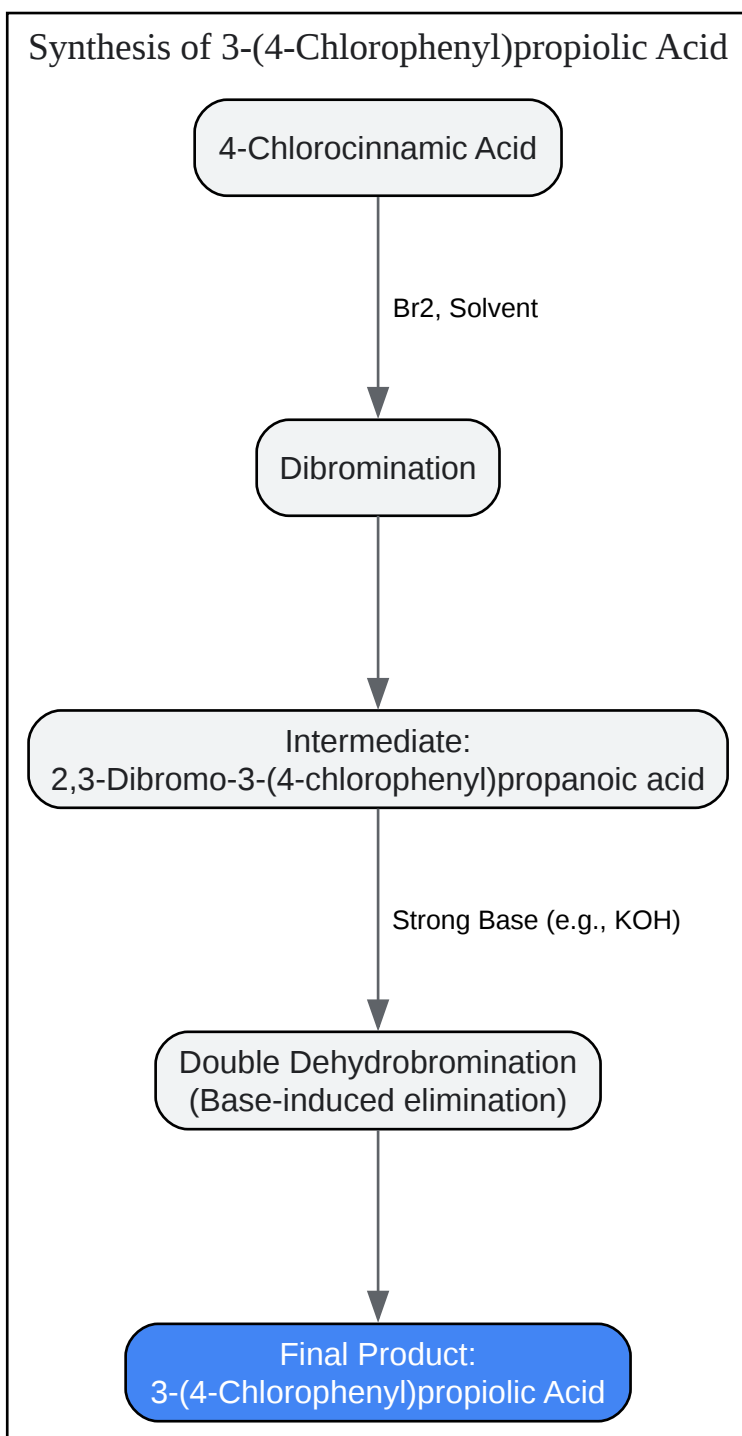 Synthesis of 3-(4-Chlorophenyl)propiolic Acid
4-Chlorocinnamic Acid
Br2, Solvent
Dibromination
Intermediate:
2,3-Dibromo-3-(4-chlorophenyl)propanoic acid
Strong Base (e.g., KOH)
Double Dehydrobromination
(Base-induced elimination)
Final Product:
3-(4-Chlorophenyl)propiolic Acid